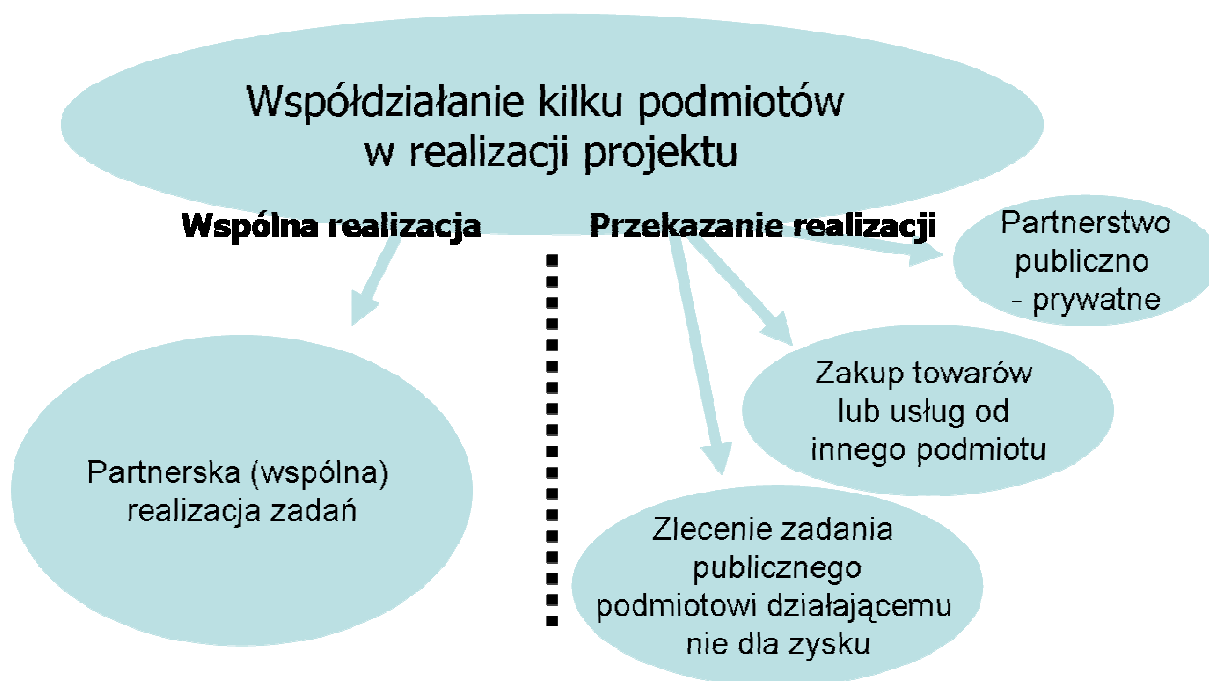 Współdziałanie kilku podmiotów
w realizacji projektu
Wspólna realizacja
Przekazanie realizacji
Partnerstwo
publiczno
- prywatne
Zakup towarów
lub usług od
innego podmiotu
Partnerska (wspólna)
realizacja zadań
Zlecenie zadania
publicznego
podmiotowi działającemu
nie dla zysku